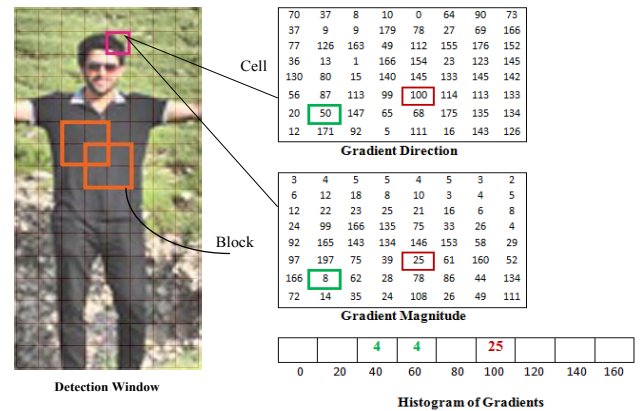 70 37 8 10 0 64 90 73
37 9 9 179 78 27 69 166
77 126 163 49 112 155 176 152
36 13 1 166 154 23 123 145
130 80 15 140 145 133 145 142
56 87 113 99 100 114 113 133
20 50 147 65 68 175 135 134
12 171 92 5 111 16 143 126
Gradient Direction
Cell
3 4 5 5 4 5 3 2
6 12 18 8 10 3 4 5
12 22 23 25 21 16 6 8
24 99 166 135 75 33 26 4
92 165 143 134 146 153 58 29
97 197 75 39 25 61 160 52
166 8 62 28 78 86 44 134
72 14 35 24 108 26 49 111
Gradient Magnitude
Block
4 4 25
0 20 40 60 80 100 120 140 160
Histogram of Gradients
Detection Window